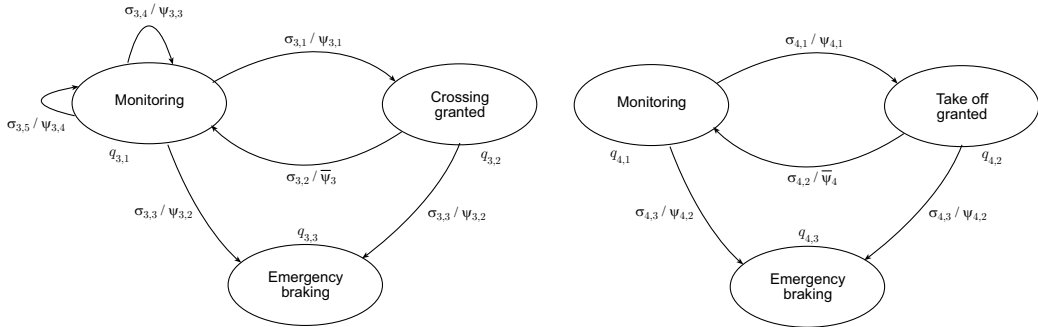 σ3,4 / ψ3,3
σ3,1 / ψ3,1
Monitoring
Crossing
granted
σ3,5 / ψ3,4
q3,1
q3,2
σ3,2 / ψ̅3
σ3,3 / ψ3,2
σ3,3 / ψ3,2
q3,3
Emergency
braking
σ4,1 / ψ4,1
Monitoring
Take off
granted
q4,1
q4,2
σ4,2 / ψ̅4
σ4,3 / ψ4,2
σ4,3 / ψ4,2
q4,3
Emergency
braking